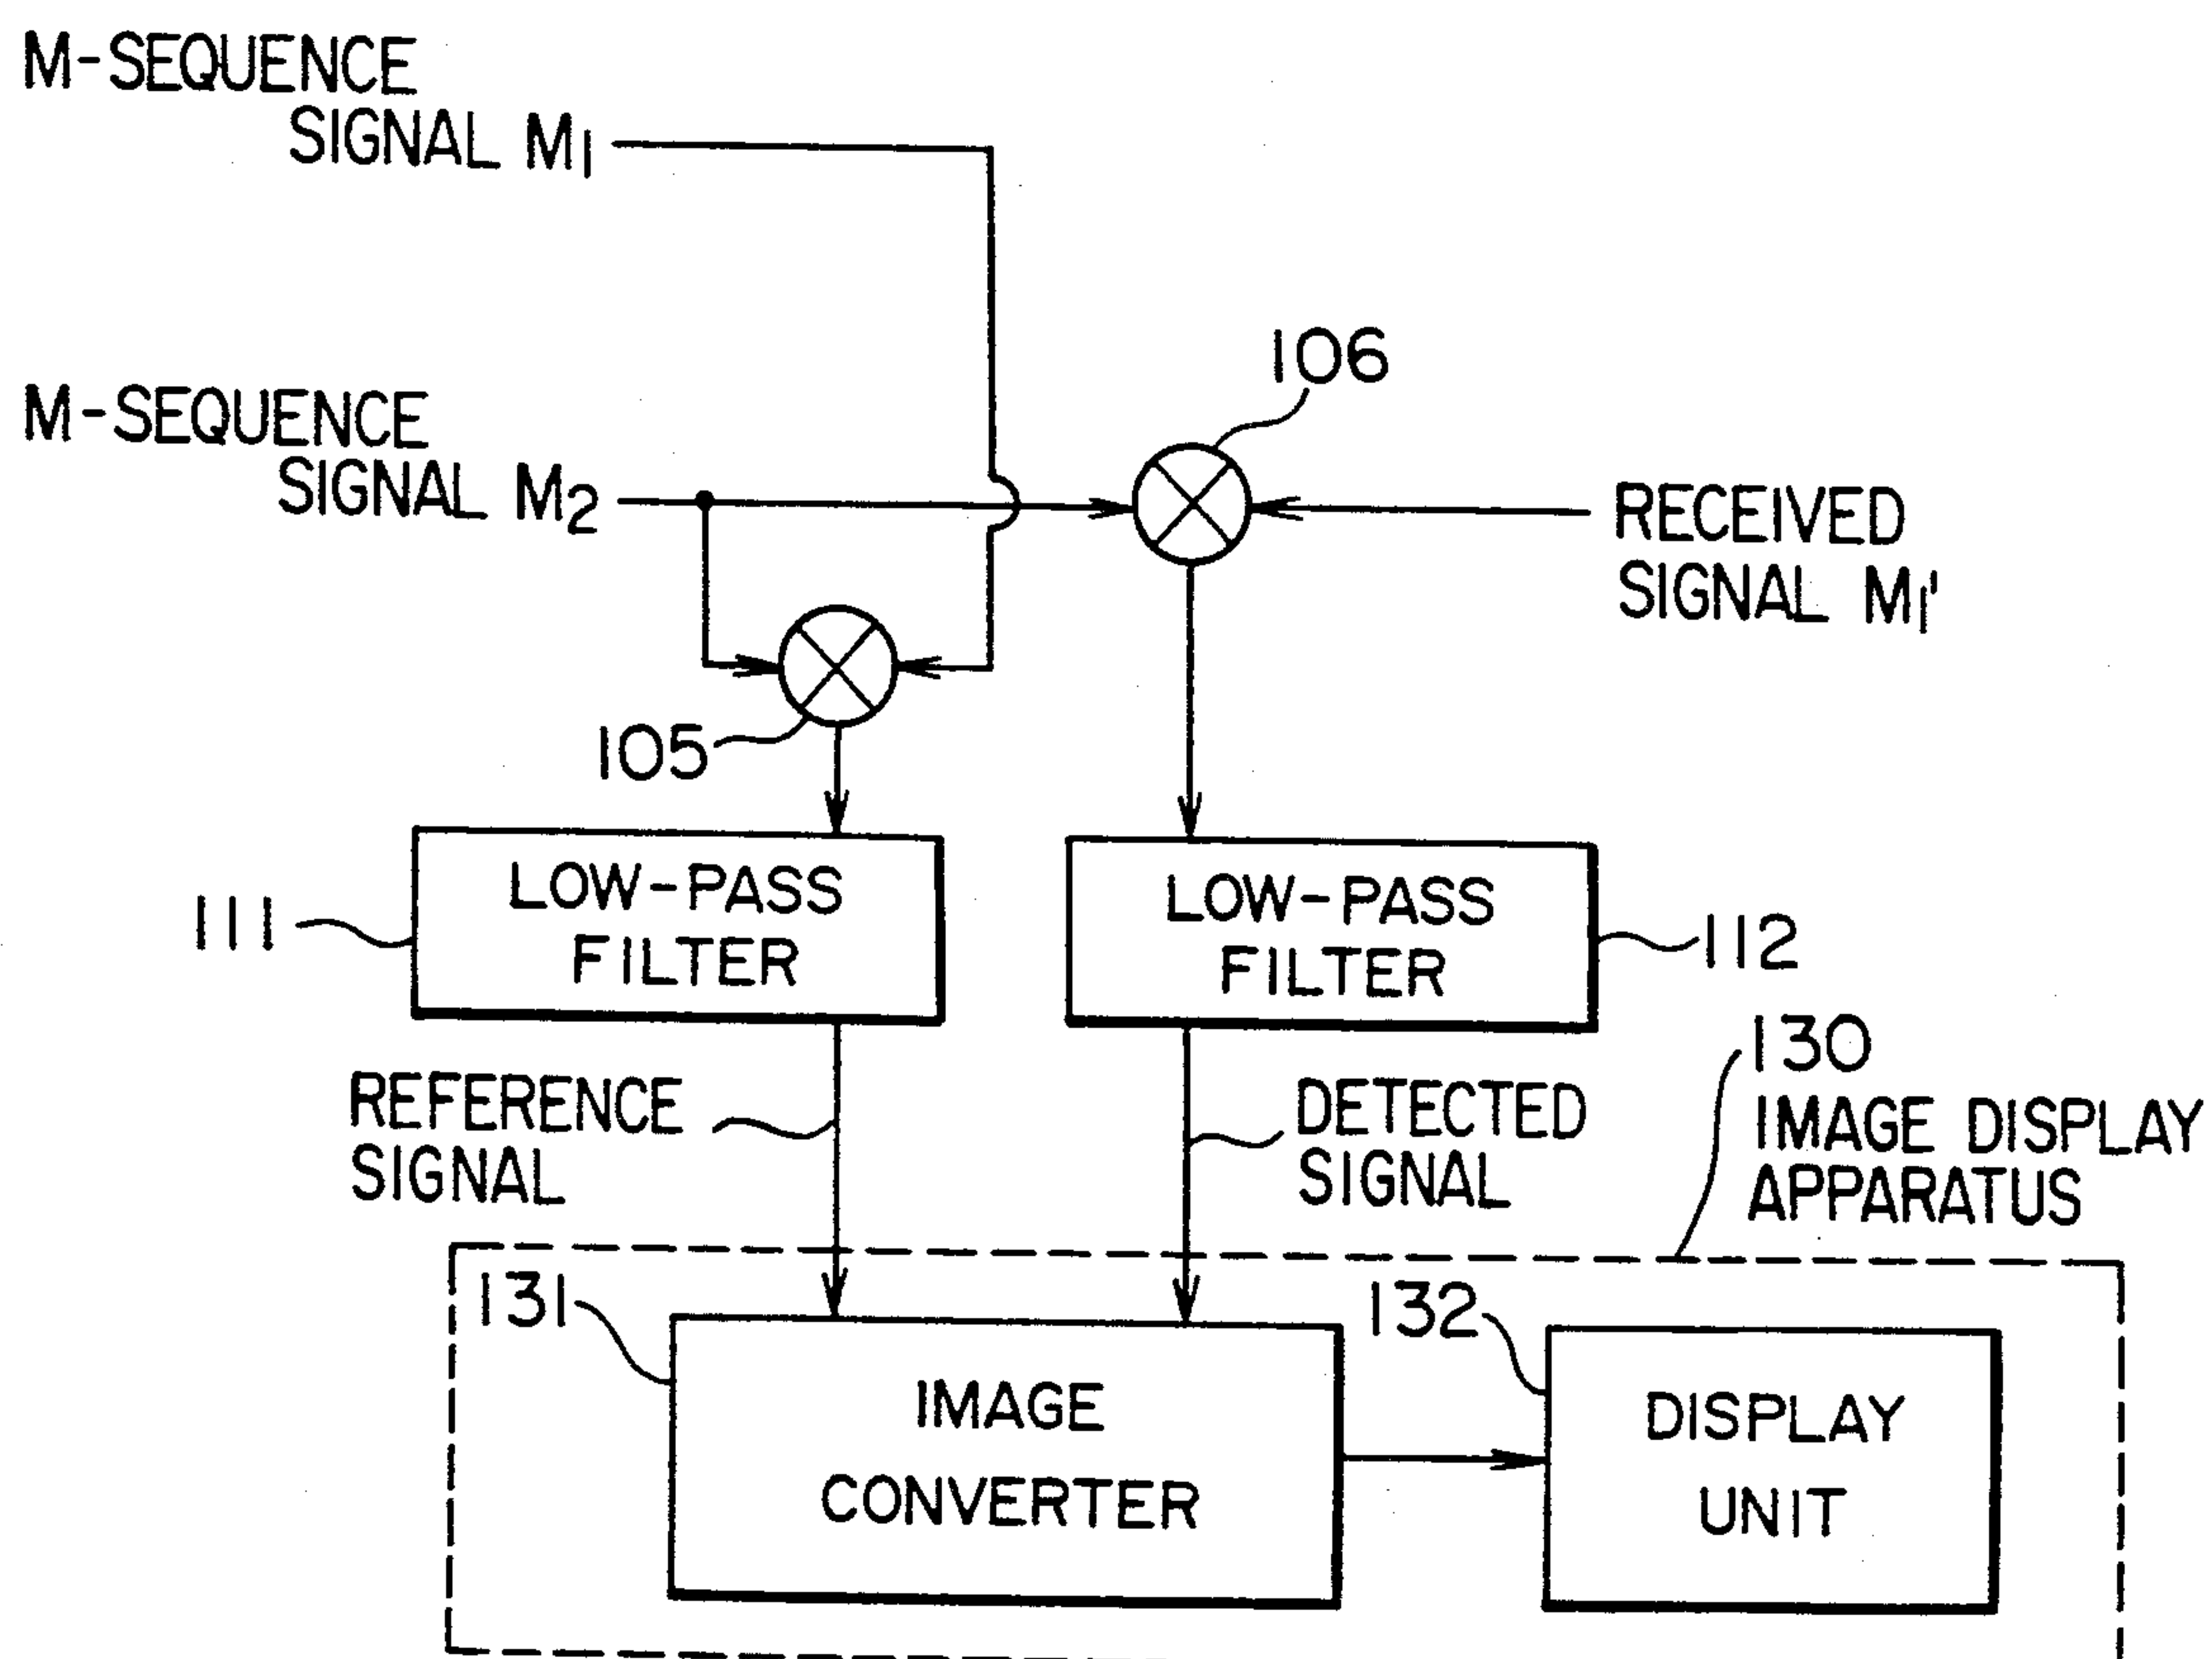 M-SEQUENCE
SIGNAL M1
106
M-SEQUENCE
SIGNAL M2
RECEIVED
SIGNAL M1'
105
LOW-PASS
FILTER
111
LOW-PASS
FILTER
112
REFERENCE
SIGNAL
DETECTED
SIGNAL
130
IMAGE DISPLAY
APPARATUS
131
IMAGE
CONVERTER
132
DISPLAY
UNIT